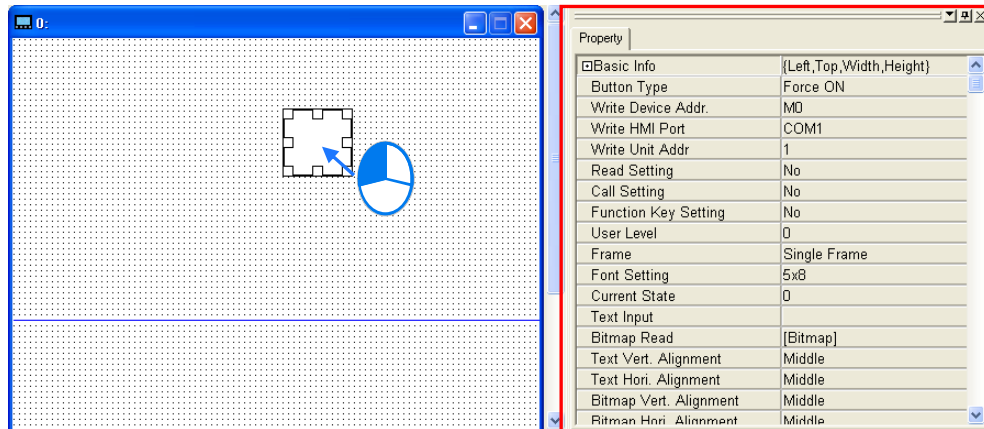 0:
Property
Basic Info {Left,Top,Width,Height}
Button Type Force ON
Write Device Addr. M0
Write HMI Port COM1
Write Unit Addr 1
Read Setting No
Call Setting No
Function Key Setting No
User Level 0
Frame Single Frame
Font Setting 5x8
Current State 0
Text Input
Bitmap Read [Bitmap]
Text Vert. Alignment Middle
Text Hori. Alignment Middle
Bitmap Vert. Alignment Middle
Bitmap Hori. Alignment Middle